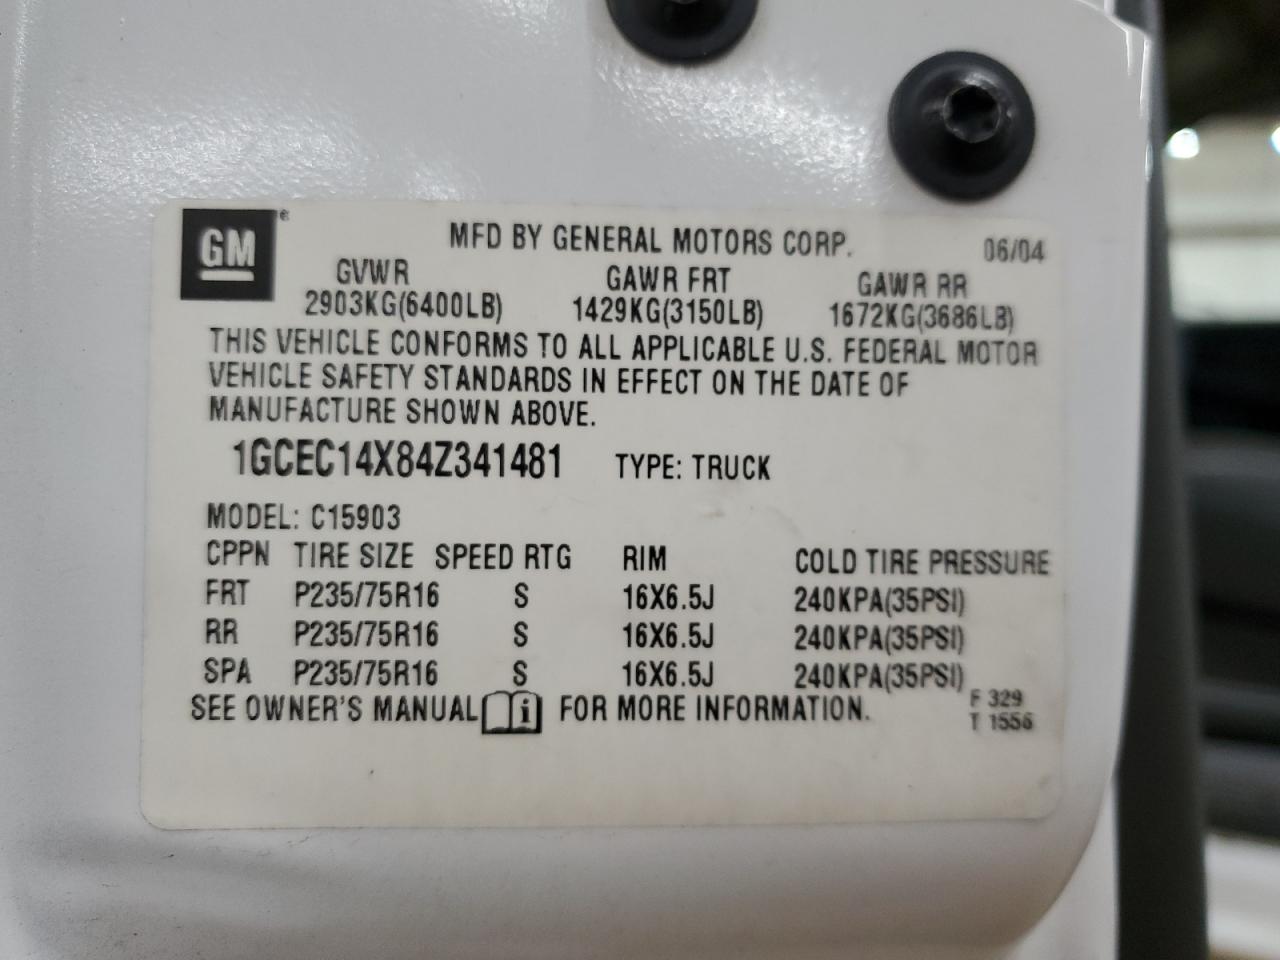 GM®
MFD BY GENERAL MOTORS CORP. 06/04
GVWR GAWR FRT GAWR RR
2903KG(6400LB) 1429KG(3150LB) 1672KG(3686LB)
THIS VEHICLE CONFORMS TO ALL APPLICABLE U.S. FEDERAL MOTOR
VEHICLE SAFETY STANDARDS IN EFFECT ON THE DATE OF
MANUFACTURE SHOWN ABOVE.
1GCEC14X84Z341481 TYPE: TRUCK
MODEL: C15903
CPPN TIRE SIZE SPEED RTG RIM COLD TIRE PRESSURE
FRT P235/75R16 S 16X6.5J 240KPA(35PSI)
RR P235/75R16 S 16X6.5J 240KPA(35PSI)
SPA P235/75R16 S 16X6.5J 240KPA(35PSI)
SEE OWNER'S MANUAL i FOR MORE INFORMATION.
F 329
T 1556